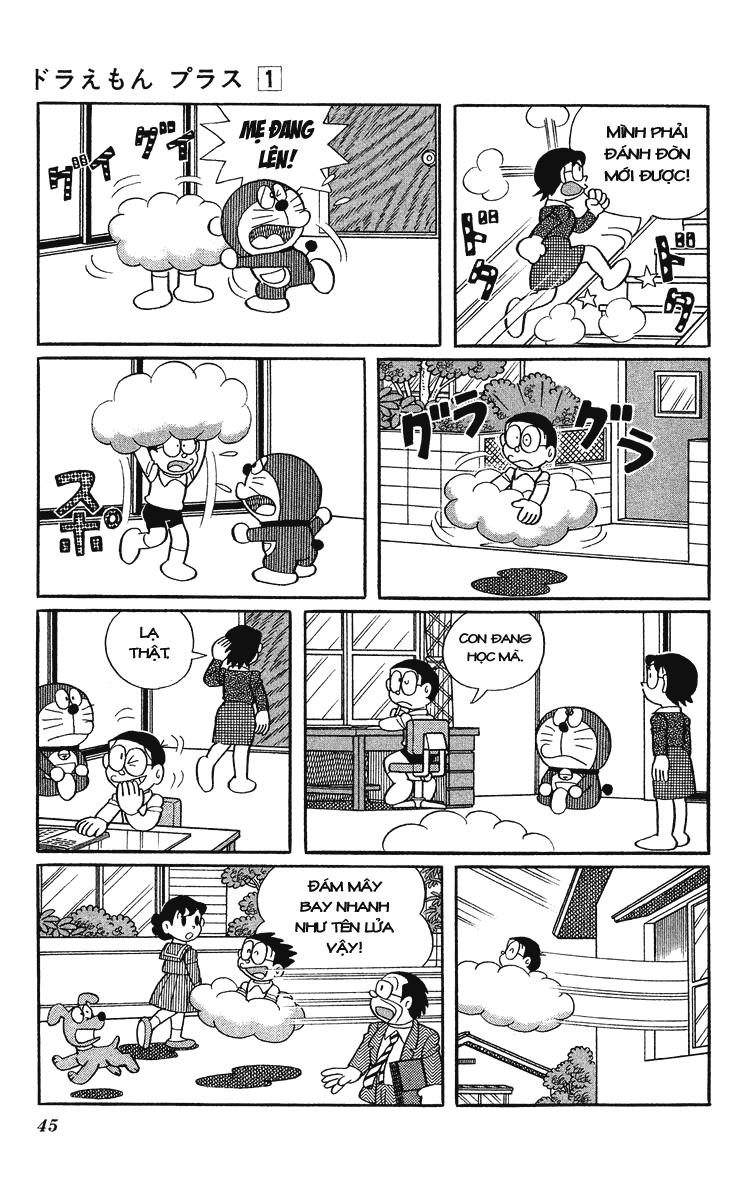 ドラえもん プラス 1
MẸ ĐANG
LÊN!
グイ
グイ
MÌNH PHẢI
ĐÁNH ĐÒN
MỚI ĐƯỢC!
ドタ
ドタ
スポ
グラ
グラ
LẠ
THẬT.
CON ĐANG
HỌC MÀ.
ĐÁM MÂY
BAY NHANH
NHƯ TÊN LỬA
VẬY!
45